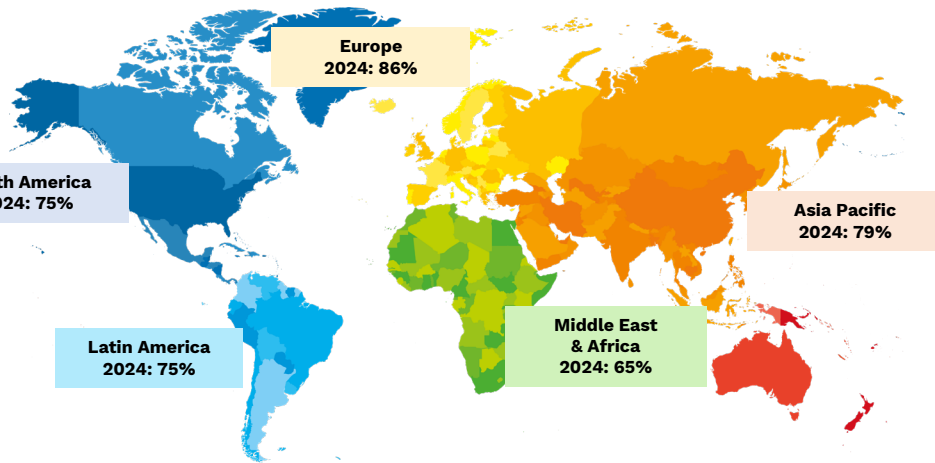 Europe
2024: 86%
th America
024: 75%
Asia Pacific
2024: 79%
Middle East
& Africa
2024: 65%
Latin America
2024: 75%